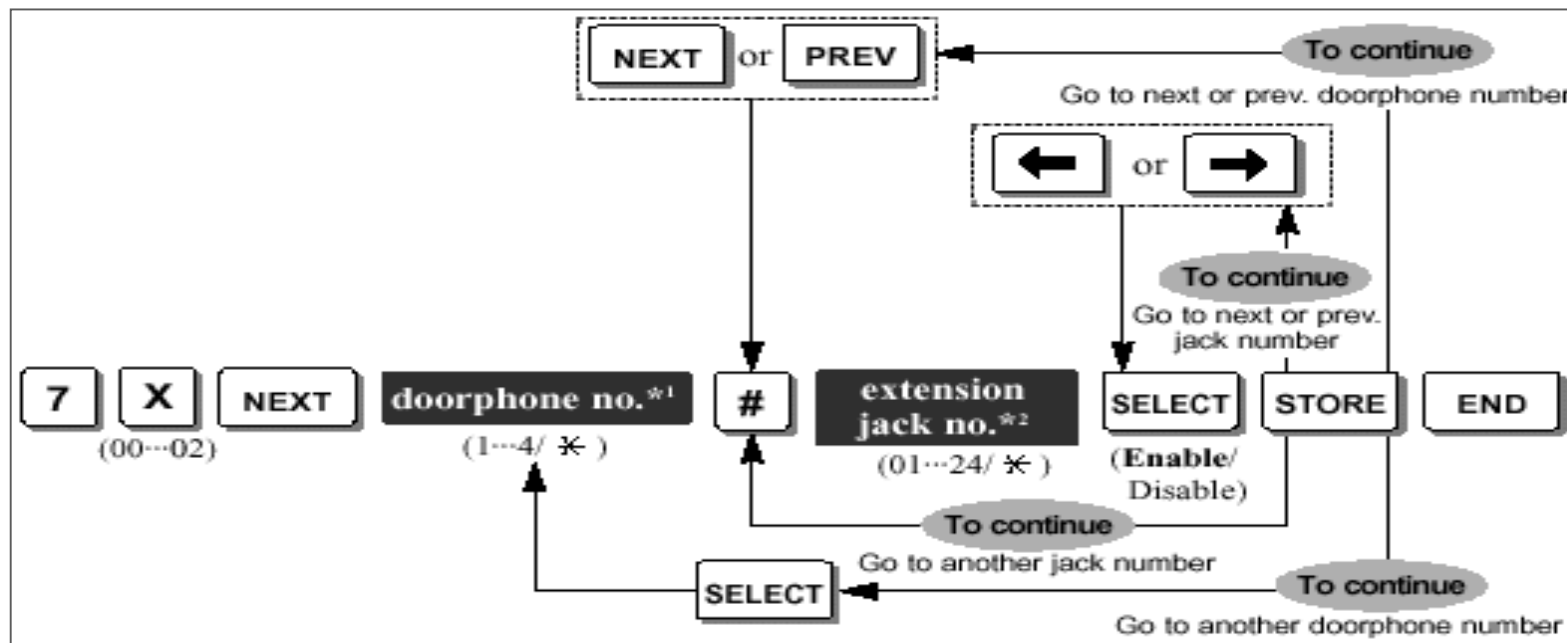 NEXT or PREV
To continue
Go to next or prev. doorphone number
← or →
To continue
Go to next or prev.
jack number
7 X NEXT doorphone no.*1 # extension
jack no.*2 SELECT STORE END
(00···02)
(1···4/ * )
(01···24/ * )
(Enable/
Disable)
To continue
Go to another jack number
SELECT
To continue
Go to another doorphone number